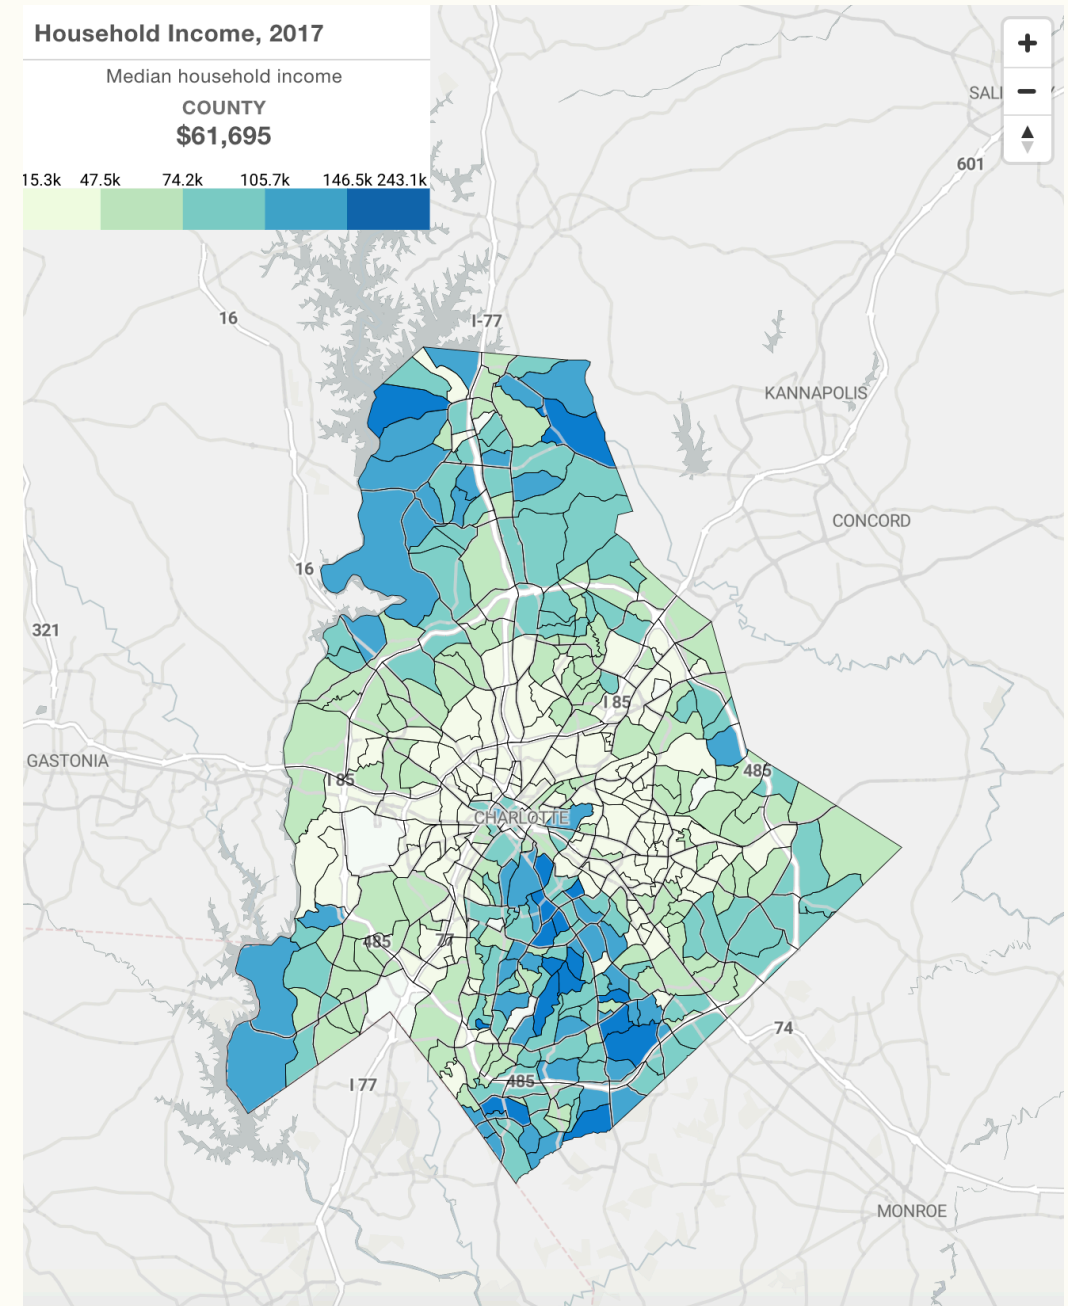 Household Income, 2017
Median household income
COUNTY
$61,695
15.3k 47.5k 74.2k 105.7k 146.5k 243.1k
SALI
601
16
I-77
KANNAPOLIS
CONCORD
16
321
I 85
GASTONIA
485
I 85
CHARLOTTE
485
77
74
485
I 77
MONROE